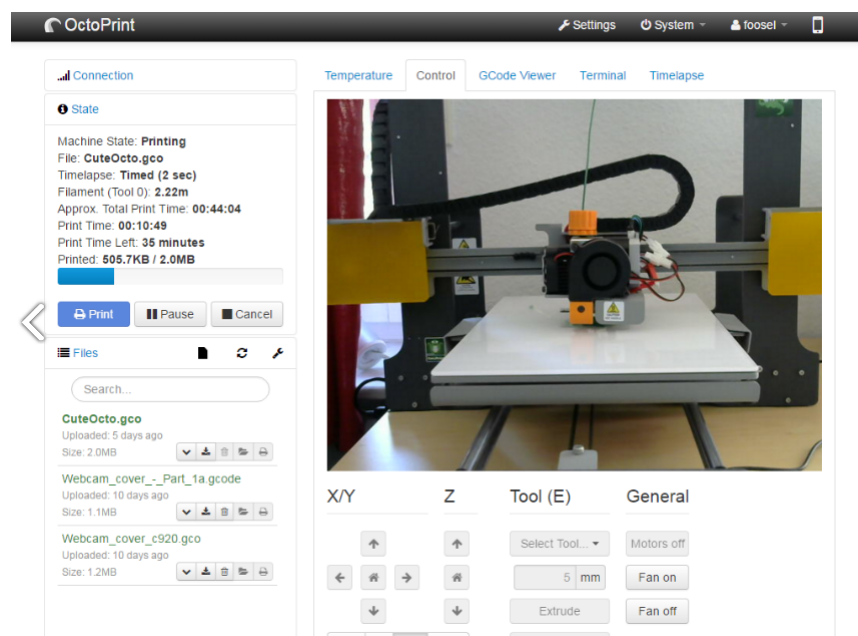 OctoPrint
Settings
System
foosel
Connection
State
Machine State: Printing
File: CuteOcto.gco
Timelapse: Timed (2 sec)
Filament (Tool 0): 2.22m
Approx. Total Print Time: 00:44:04
Print Time: 00:10:49
Print Time Left: 35 minutes
Printed: 505.7KB / 2.0MB
Print
Pause
Cancel
Files
Search...
CuteOcto.gco
Uploaded: 5 days ago
Size: 2.0MB
Webcam_cover_-_Part_1a.gcode
Uploaded: 10 days ago
Size: 1.1MB
Webcam_cover_c920.gco
Uploaded: 10 days ago
Size: 1.2MB
Temperature
Control
GCode Viewer
Terminal
Timelapse
X/Y
Z
Tool (E)
General
Select Tool...
Motors off
5 mm
Fan on
Extrude
Fan off